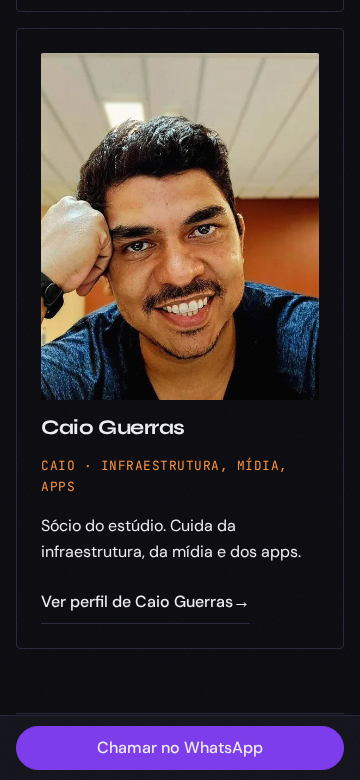 Caio Guerras
CAIO · INFRAESTRUTURA, MÍDIA,
APPS
Sócio do estúdio. Cuida da
infraestrutura, da mídia e dos apps.
Ver perfil de Caio Guerras→
Chamar no WhatsApp